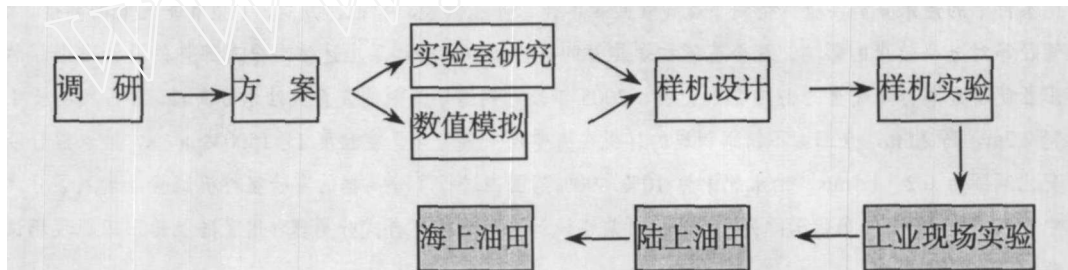 调 研
方 案
实验室研究
数值模拟
样机设计
样机实验
工业现场实验
陆上油田
海上油田